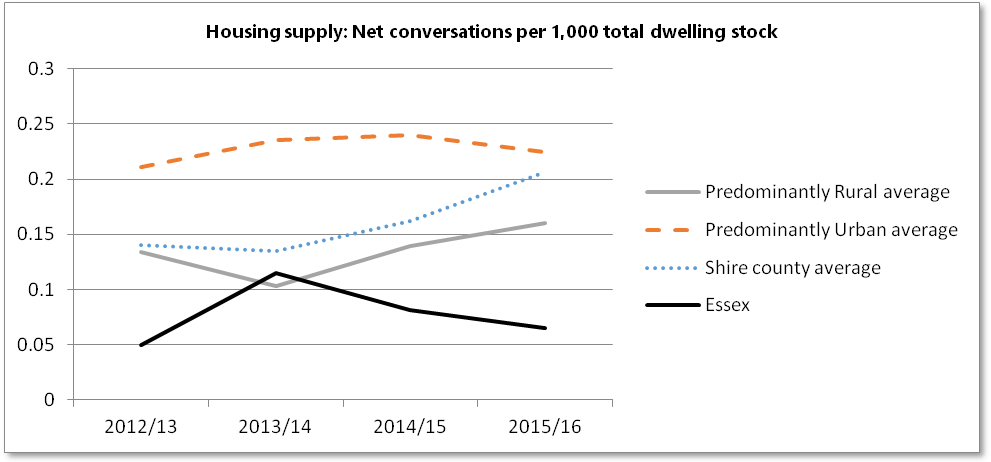 Housing supply: Net conversations per 1,000 total dwelling stock
0.3
0.25
0.2
0.15
0.1
0.05
0
2012/13 2013/14 2014/15 2015/16
Predominantly Rural average
Predominantly Urban average
Shire county average
Essex